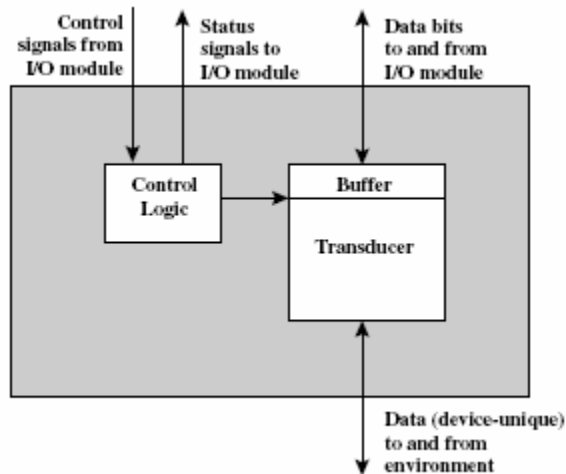 Control
signals from
I/O module
Status
signals to
I/O module
Data bits
to and from
I/O module
Control
Logic
Buffer
Transducer
Data (device-unique)
to and from
environment